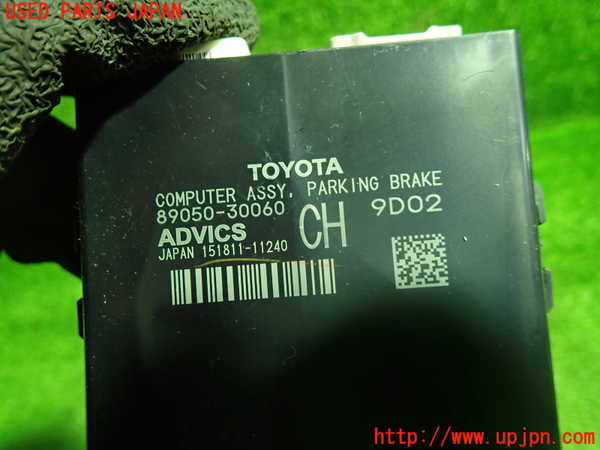 USED PARTS JAPAN
TOYOTA
COMPUTER ASSY, PARKING BRAKE
89050-30060 CH 9D02
ADVICS
JAPAN 151811-11240
(C)UPJ
http://www.upjpn.com